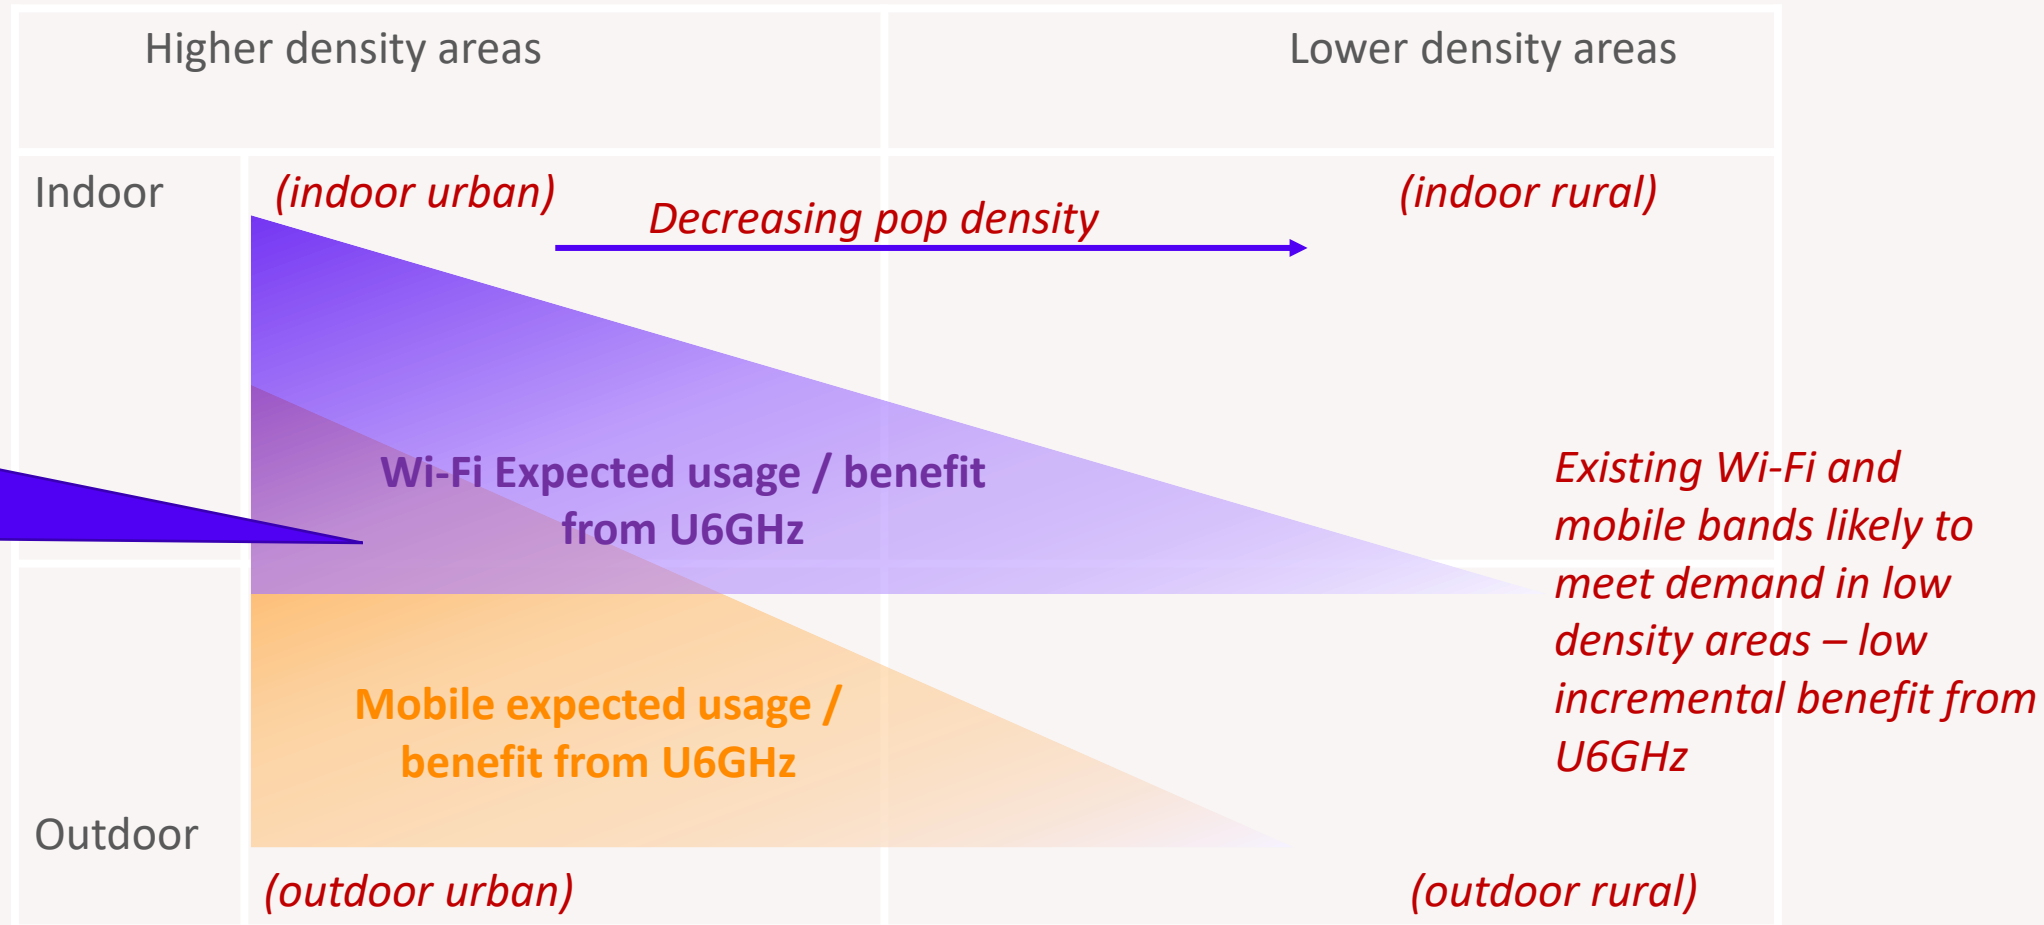 Higher density areas
Lower density areas
Indoor
(indoor urban)
Decreasing pop density
(indoor rural)
Wi-Fi Expected usage / benefit
from U6GHz
Existing Wi-Fi and
mobile bands likely to
meet demand in low
density areas – low
incremental benefit from
U6GHz
Mobile expected usage /
benefit from U6GHz
Outdoor
(outdoor urban)
(outdoor rural)